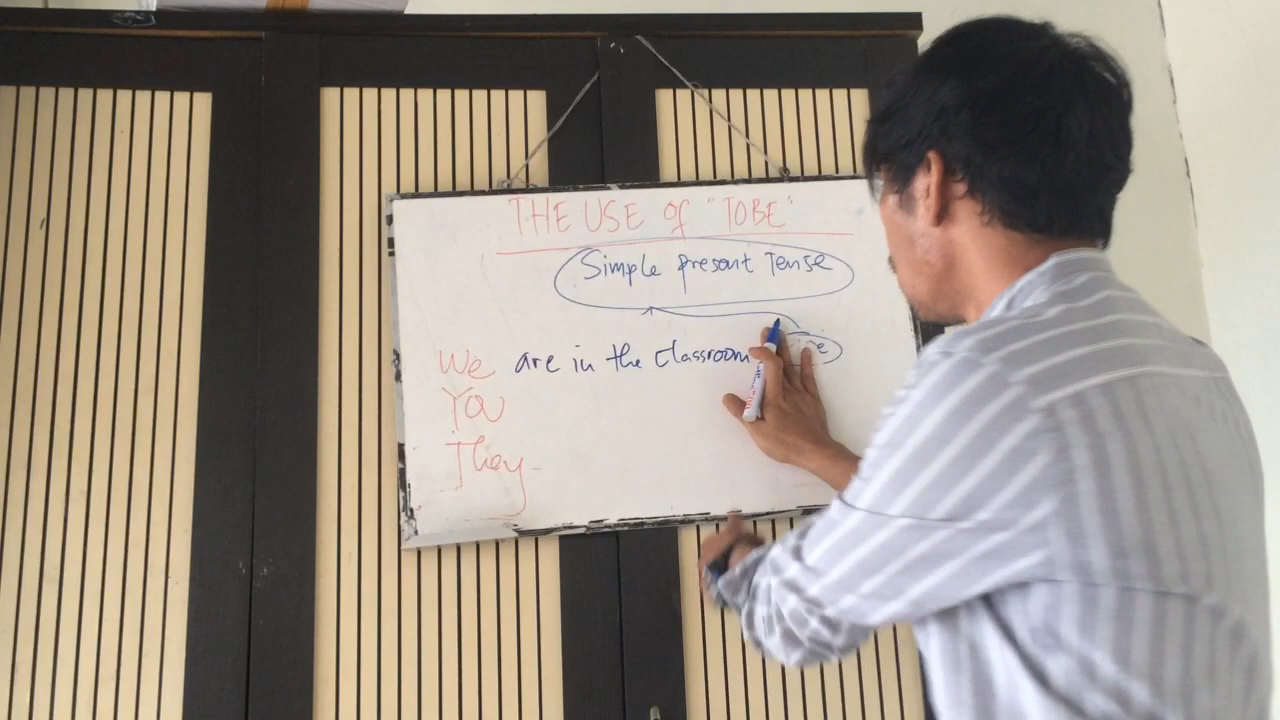 THE USE of "TOBE"
Simple present Tense
We are in the classroom
You
They